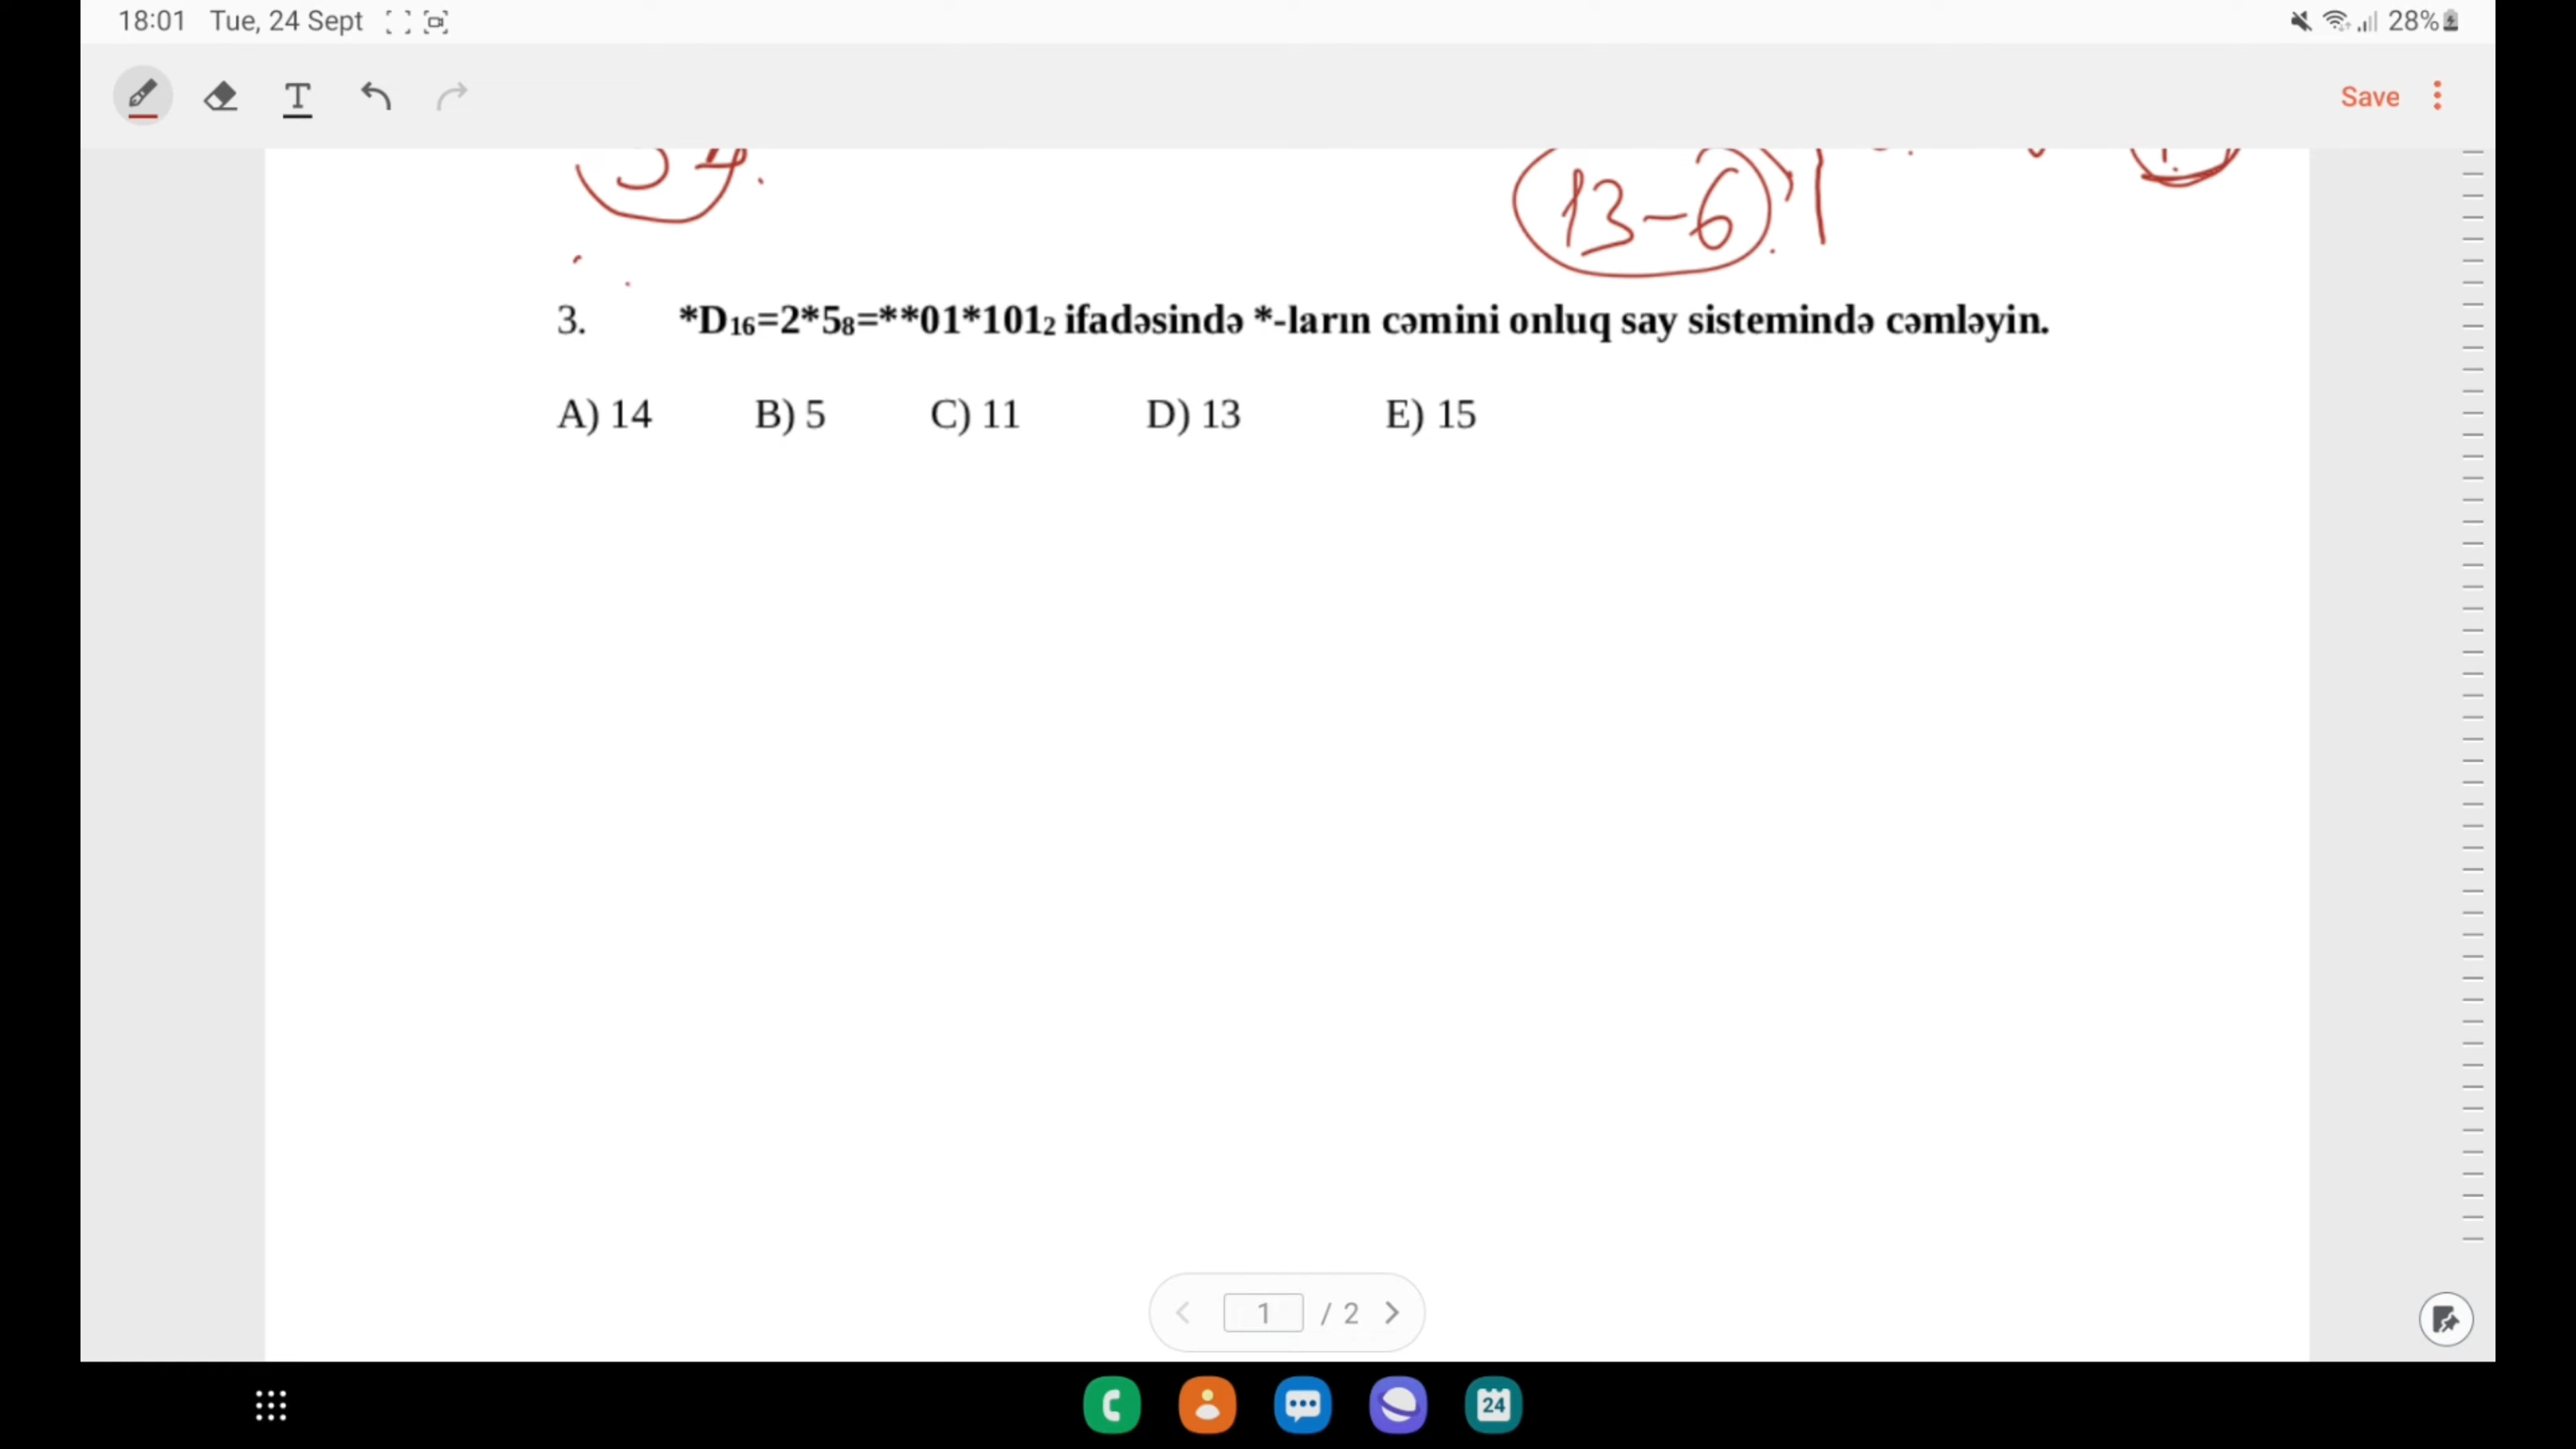 18:01 Tue, 24 Sept 28%
T Save
13-6
3. *D₁₆=2*5₈=**01*101₂ ifadəsində *-ların cəmini onluq say sistemində cəmləyin.
A) 14 B) 5 C) 11 D) 13 E) 15
1 / 2
24